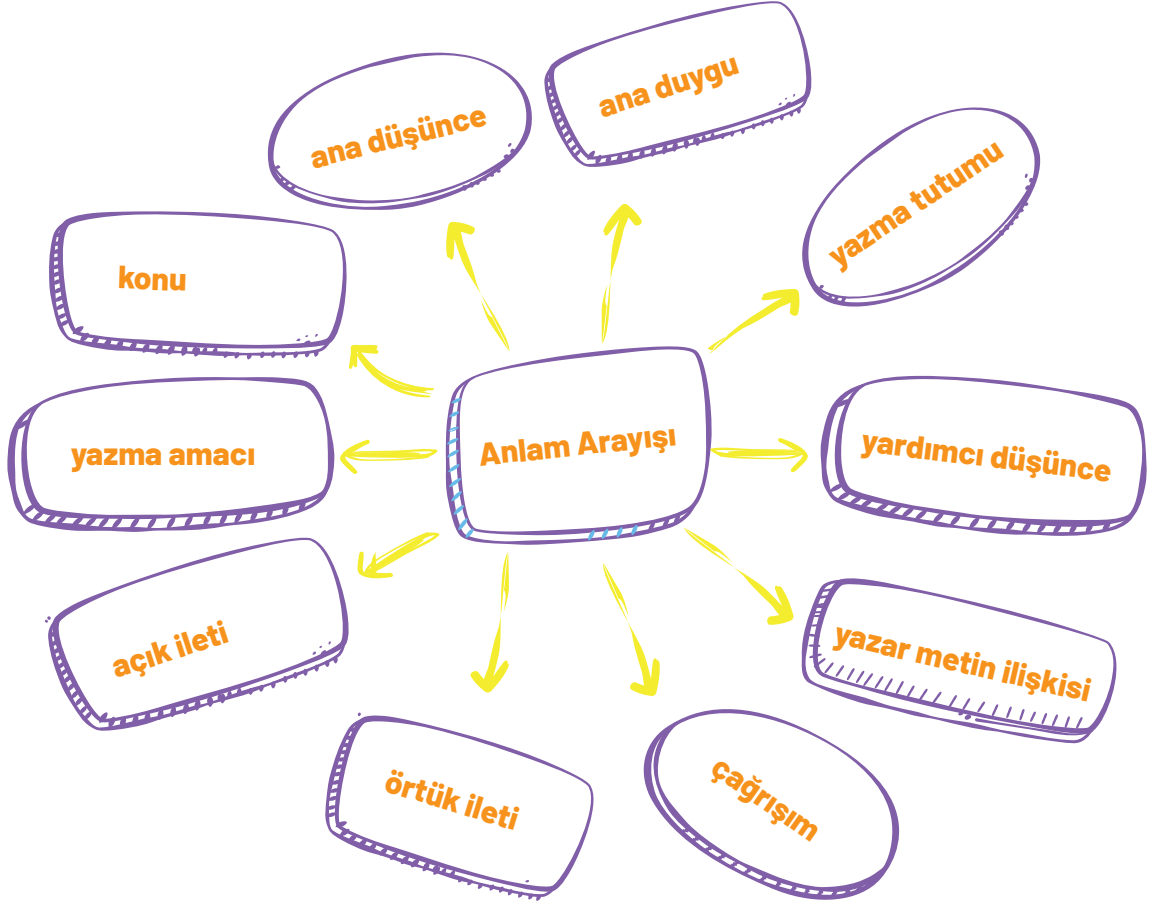 ana duygu
ana düşünce
yazma tutumu
konu
Anlam Arayışı
yazma amacı
yardımcı düşünce
açık ileti
yazar metin ilişkisi
örtük ileti
çağrışım